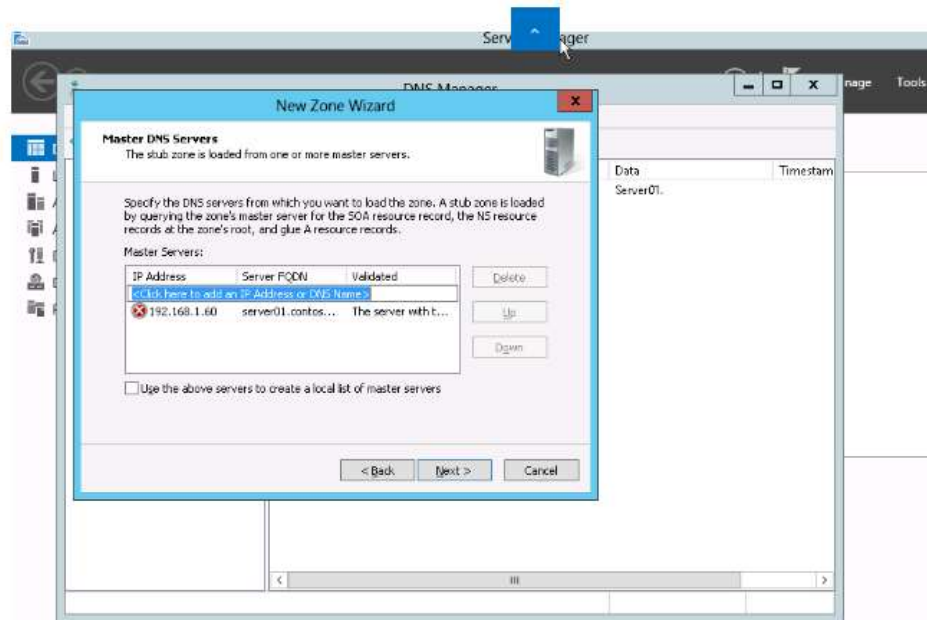 Serv ager
nage Tools
DNS Manager
New Zone Wizard
Master DNS Servers
The stub zone is loaded from one or more master servers.
Data Timestam
Server01.
Specify the DNS servers from which you want to load the zone. A stub zone is loaded
by querying the zone's master server for the SOA resource record, the NS resource
records at the zone's root, and glue A resource records.
Master Servers:
IP Address Server FQDN Validated
<Click here to add an IP Address or DNS Name>
192.168.1.60 server01.contos... The server with t...
Delete
Up
Down
Use the above servers to create a local list of master servers
< Back Next > Cancel